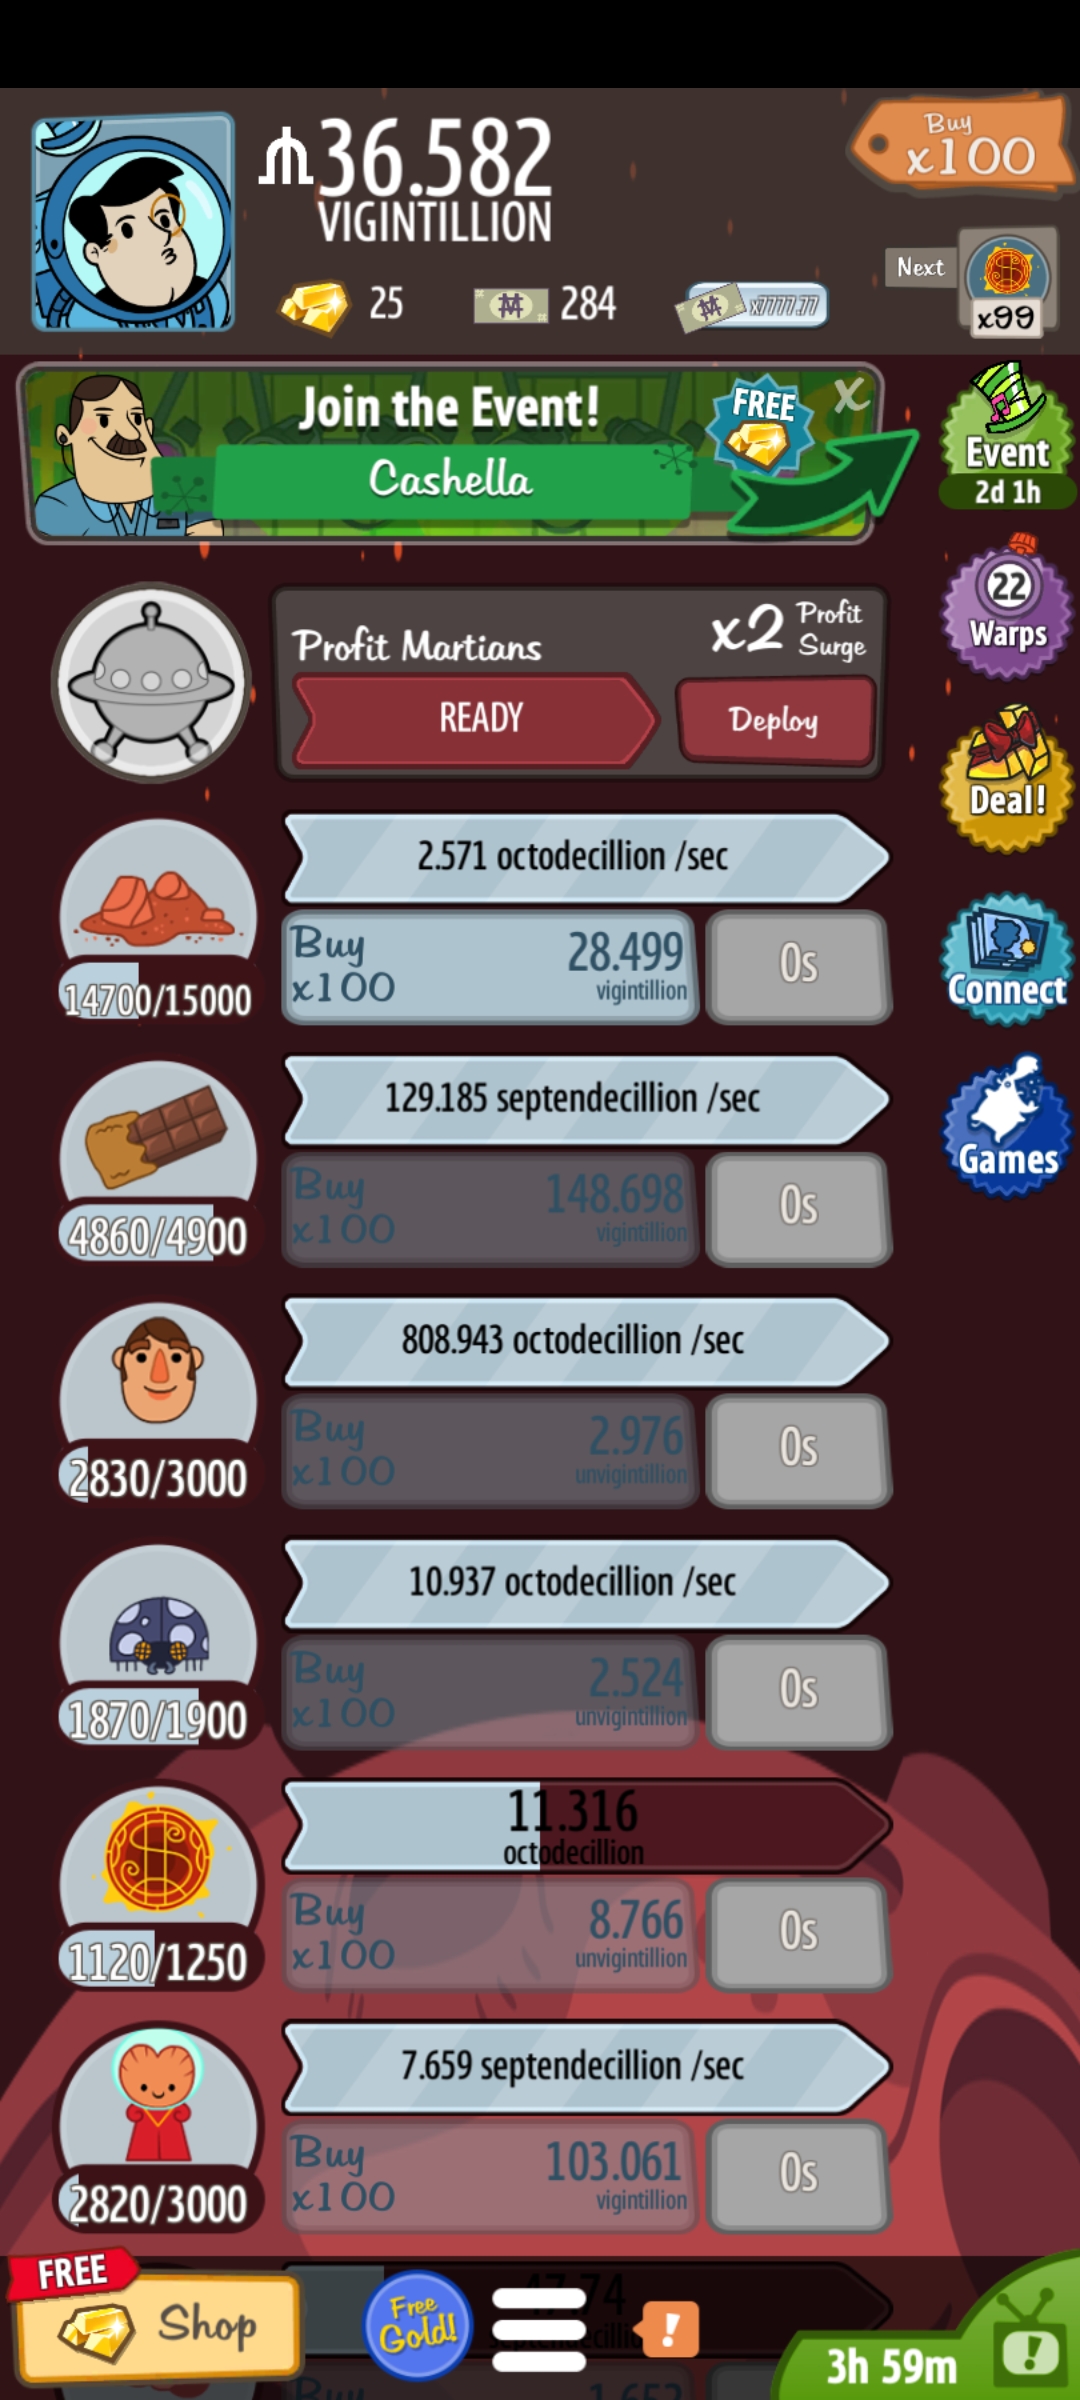 36.582
VIGINTILLION
Buy
x100
25
284
x7777.77
Next
x99
Join the Event!
Cashella
FREE
X
Event
2d 1h
22
Warps
Profit Martians
x2 Profit
Surge
READY
Deploy
Deal!
2.571 octodecillion /sec
Buy
x100
28.499
vigintillion
0s
14700/15000
Connect
129.185 septendecillion /sec
Buy
x100
148.698
vigintillion
0s
4860/4900
Games
808.943 octodecillion /sec
Buy
x100
2.976
unvigintillion
0s
2830/3000
10.937 octodecillion /sec
Buy
x100
2.524
unvigintillion
0s
1870/1900
11.316
octodecillion
Buy
x100
8.766
unvigintillion
0s
1120/1250
7.659 septendecillion /sec
Buy
x100
103.061
vigintillion
0s
2820/3000
FREE
Shop
Free
Gold!
!
3h 59m
!
Buy